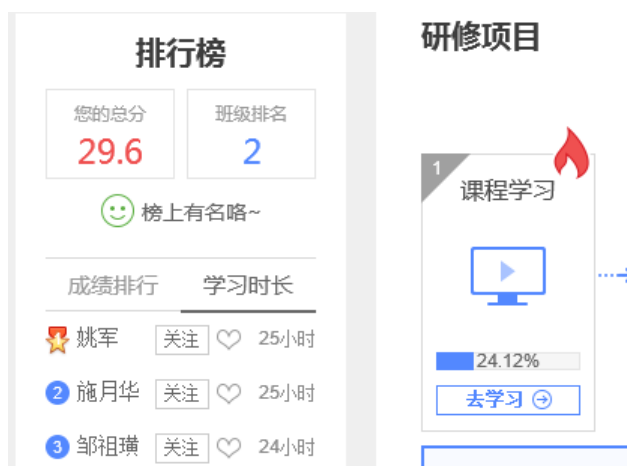 排行榜
您的总分
班级排名
29.6
2
榜上有名咯~
成绩排行
学习时长
姚军 关注 25小时
2 施月华 关注 25小时
3 邹祖璜 关注 24小时
研修项目
1
课程学习
24.12%
去学习